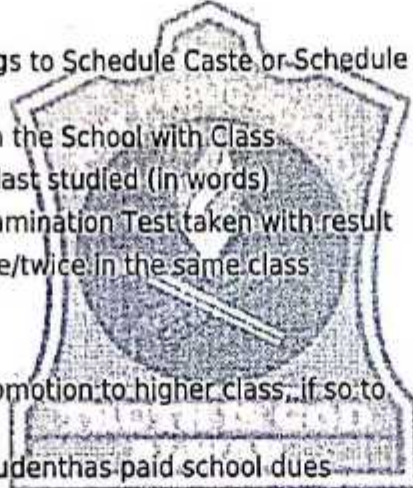 gs to Schedule Caste or Schedule
the School with Class
last studied (in words)
amination Test taken with result
e/twice in the same class
omotion to higher class, if so to
udenthas paid school dues